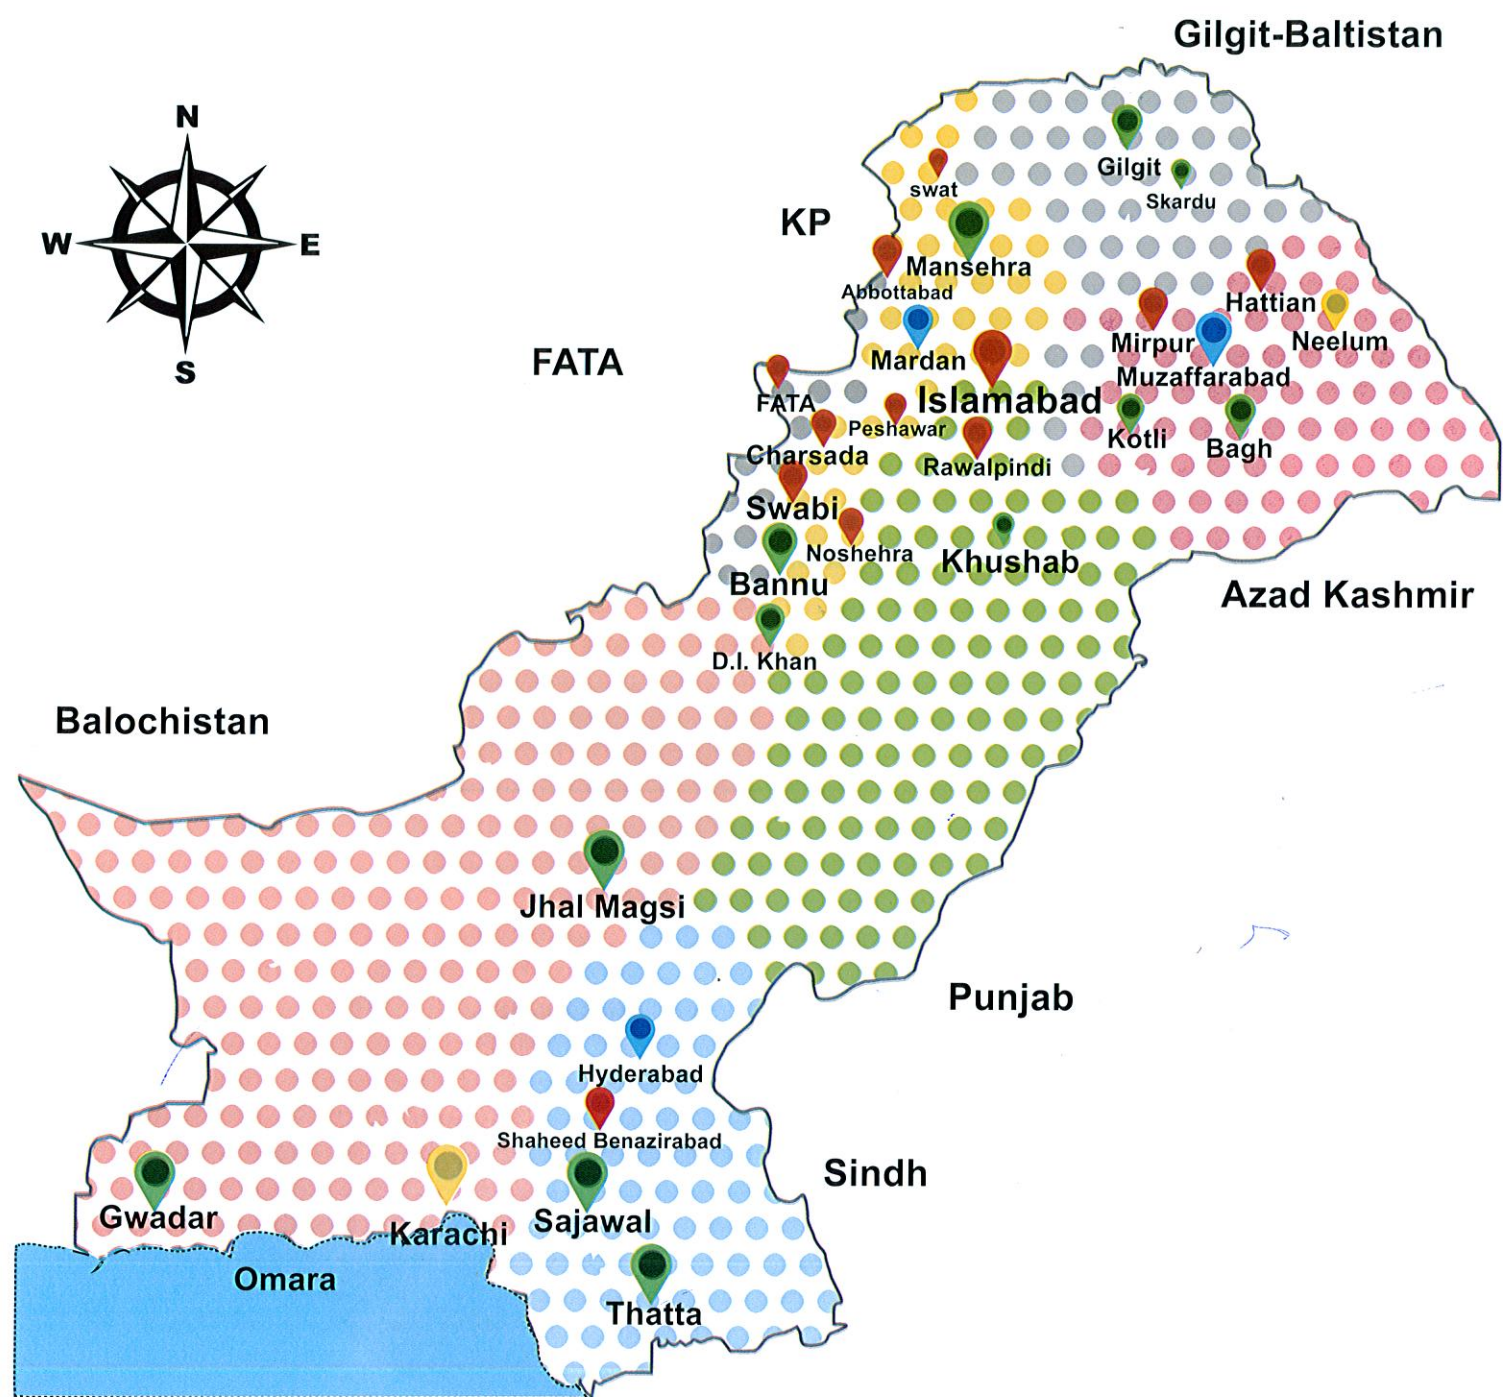 Gilgit-Baltistan
N
W
E
S
Gilgit
swat
Skardu
KP
Mansehra
Abbottabad
Hattian
Mirpur
Neelum
FATA
Mardan
Muzaffarabad
FATA
Islamabad
Peshawar
Kotli
Bagh
Charsada
Rawalpindi
Swabi
Noshehra
Khushab
Bannu
Azad Kashmir
D.I. Khan
Balochistan
Jhal Magsi
Punjab
Hyderabad
Shaheed Benazirabad
Sindh
Gwadar
Karachi
Sajawal
Omara
Thatta